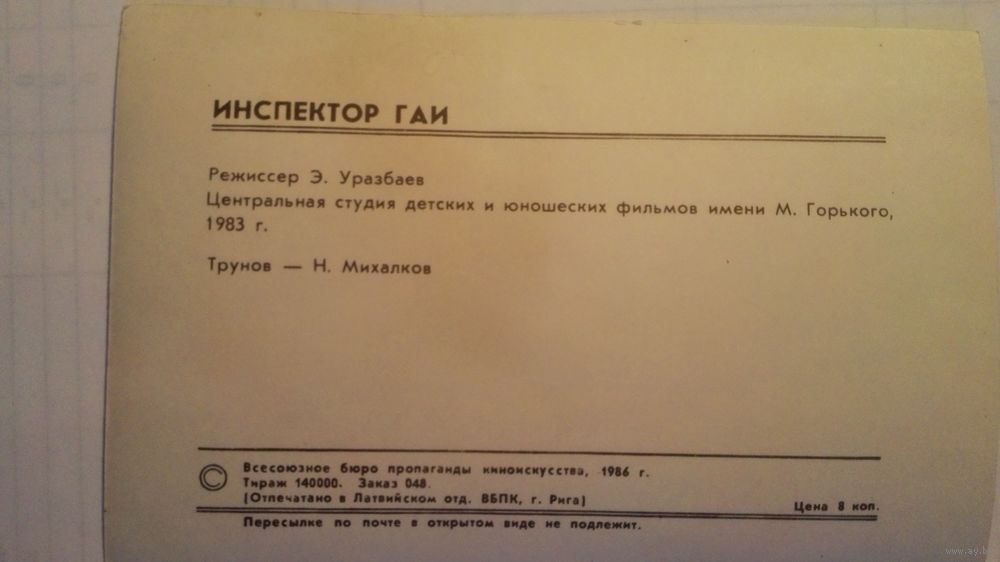 ИНСПЕКТОР ГАИ
Режиссер Э. Уразбаев
Центральная студия детских и юношеских фильмов имени М. Горького,
1983 г.
Трунов — Н. Михалков
© Всесоюзное бюро пропаганды киноискусства, 1986 г.
Тираж 140000. Заказ 048.
(Отпечатано в Латвийском отд. ВБПК, г. Рига)
Цена 8 коп.
Пересылке по почте в открытом виде не подлежит.